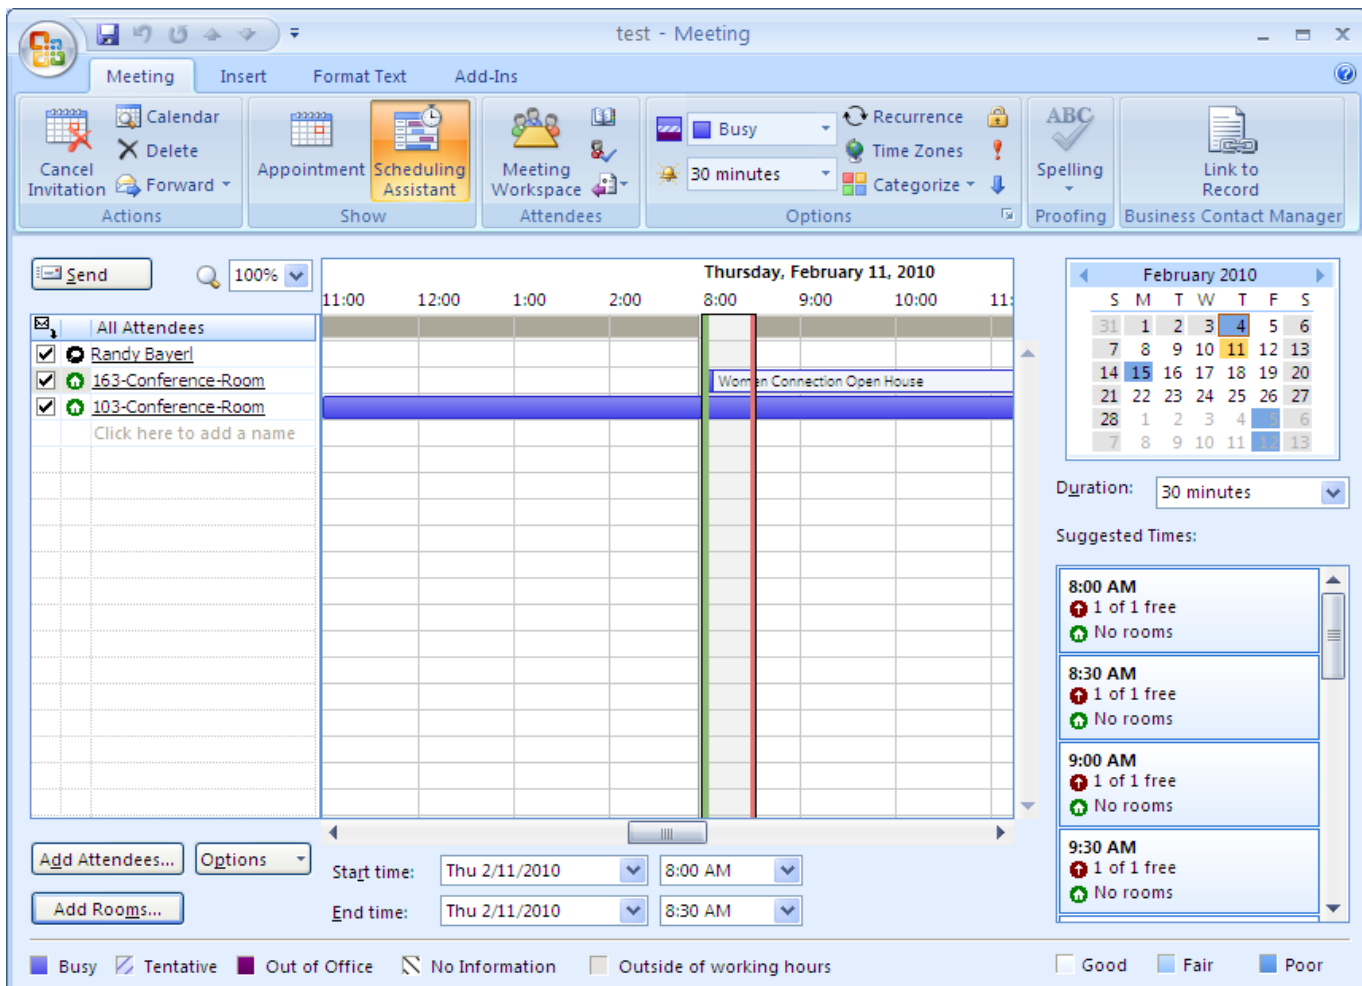 test - Meeting
Meeting Insert Format Text Add-Ins
Calendar
Delete
Forward
Cancel
Invitation
Actions
Appointment
Scheduling
Assistant
Show
Meeting
Workspace
Attendees
Busy
30 minutes
Recurrence
Time Zones
Categorize
Options
ABC
Spelling
Proofing
Link to
Record
Business Contact Manager
Send
100%
Thursday, February 11, 2010
11:00 12:00 1:00 2:00 8:00 9:00 10:00 11:
All Attendees
Randy Bayerl
163-Conference-Room
Women Connection Open House
103-Conference-Room
Click here to add a name
February 2010
S M T W T F S
31 1 2 3 4 5 6
7 8 9 10 11 12 13
14 15 16 17 18 19 20
21 22 23 24 25 26 27
28 1 2 3 4 5 6
7 8 9 10 11 12 13
Duration: 30 minutes
Suggested Times:
8:00 AM
1 of 1 free
No rooms
8:30 AM
1 of 1 free
No rooms
9:00 AM
1 of 1 free
No rooms
9:30 AM
1 of 1 free
No rooms
Add Attendees... Options
Add Rooms...
Start time: Thu 2/11/2010 8:00 AM
End time: Thu 2/11/2010 8:30 AM
Busy Tentative Out of Office No Information Outside of working hours
Good Fair Poor